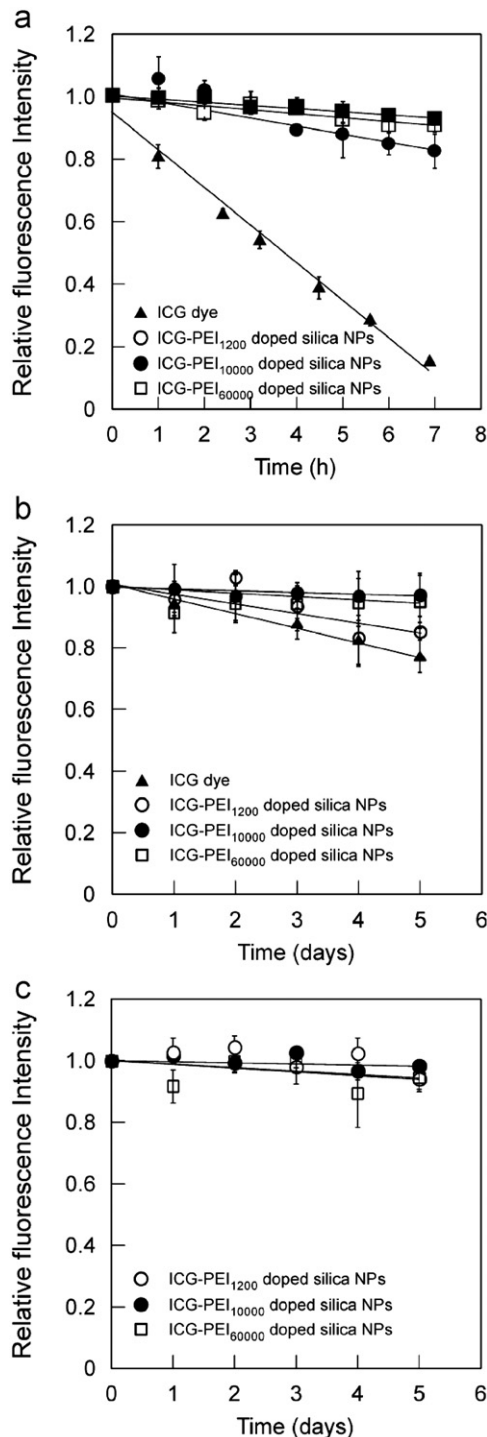 a
Relative fluorescence Intensity
1.2
1.0
0.8
0.6
0.4
0.2
0
ICG dye
ICG-PEI1200 doped silica NPs
ICG-PEI10000 doped silica NPs
ICG-PEI60000 doped silica NPs
0 1 2 3 4 5 6 7 8
Time (h)
b
Relative fluorescence Intensity
1.2
1.0
0.8
0.6
0.4
0.2
0
ICG dye
ICG-PEI1200 doped silica NPs
ICG-PEI10000 doped silica NPs
ICG-PEI60000 doped silica NPs
0 1 2 3 4 5 6
Time (days)
c
Relative fluorescence Intensity
1.2
1.0
0.8
0.6
0.4
0.2
0
ICG-PEI1200 doped silica NPs
ICG-PEI10000 doped silica NPs
ICG-PEI60000 doped silica NPs
0 1 2 3 4 5 6
Time (days)